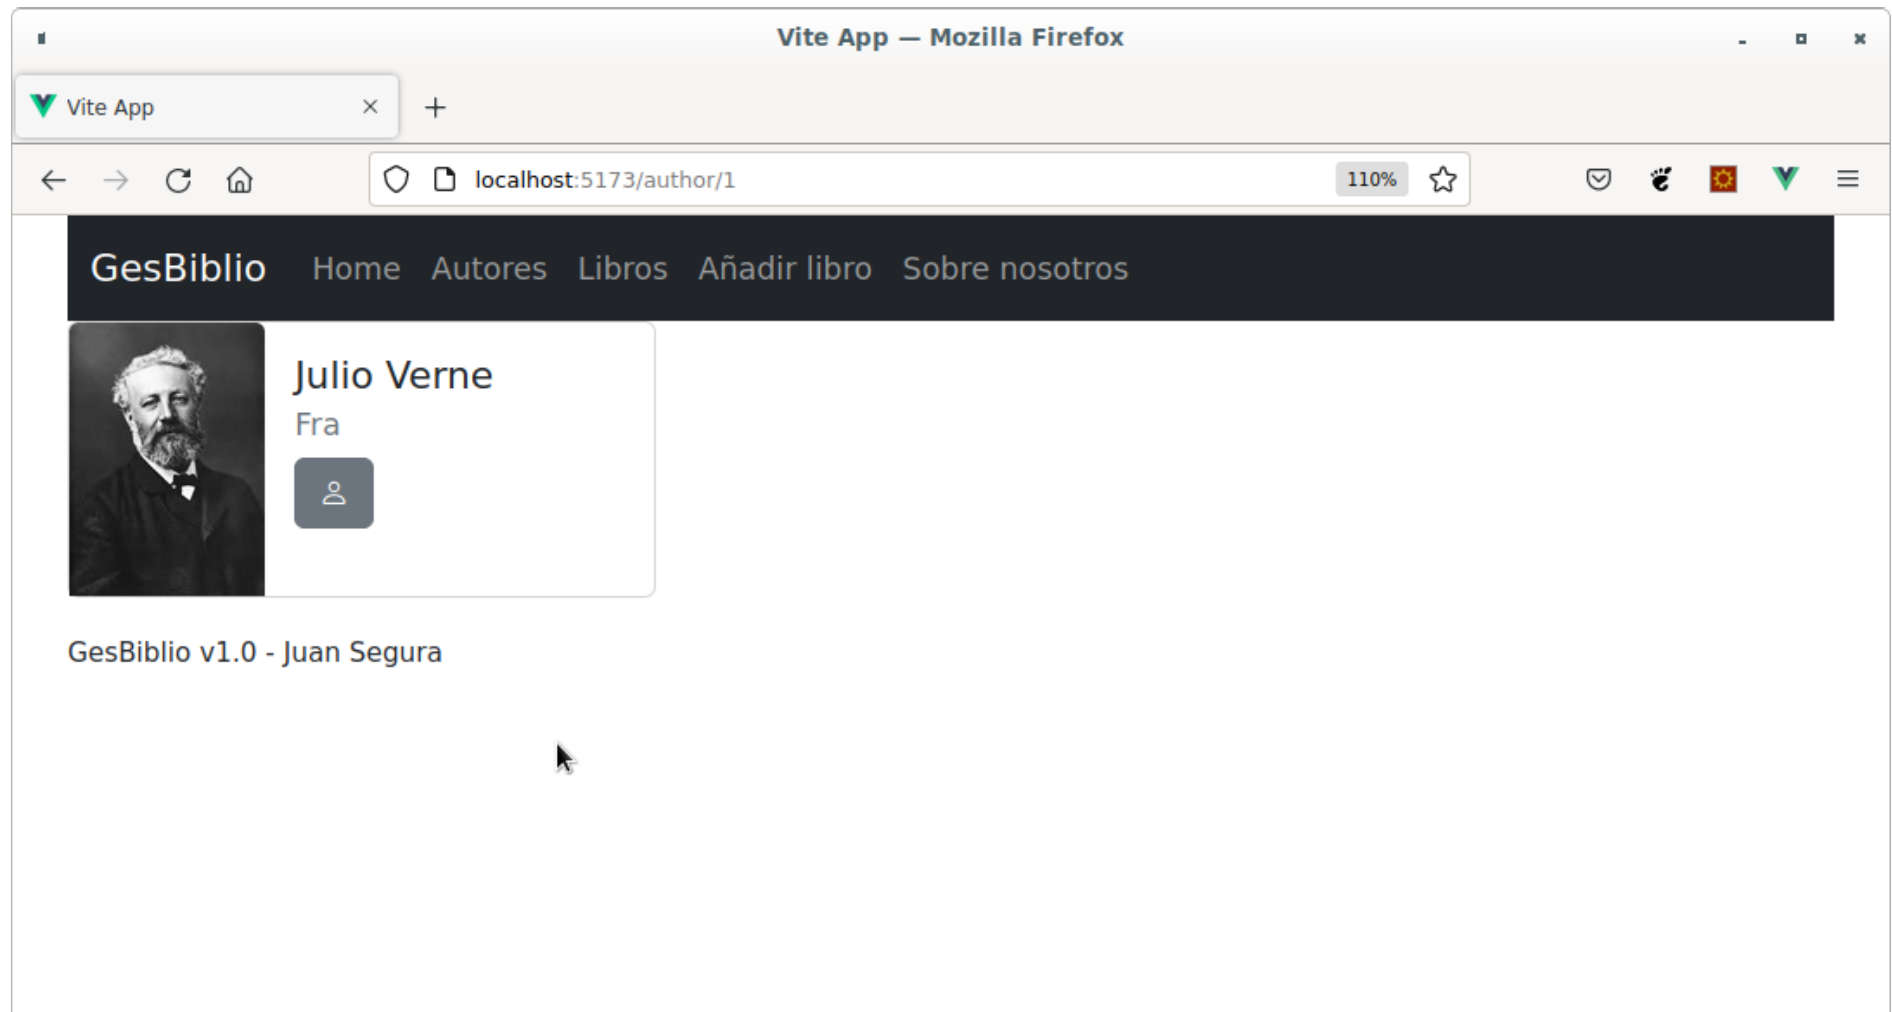 Vite App — Mozilla Firefox
Vite App
localhost:5173/author/1 110%
GesBiblio Home Autores Libros Añadir libro Sobre nosotros
Julio Verne
Fra
GesBiblio v1.0 - Juan Segura